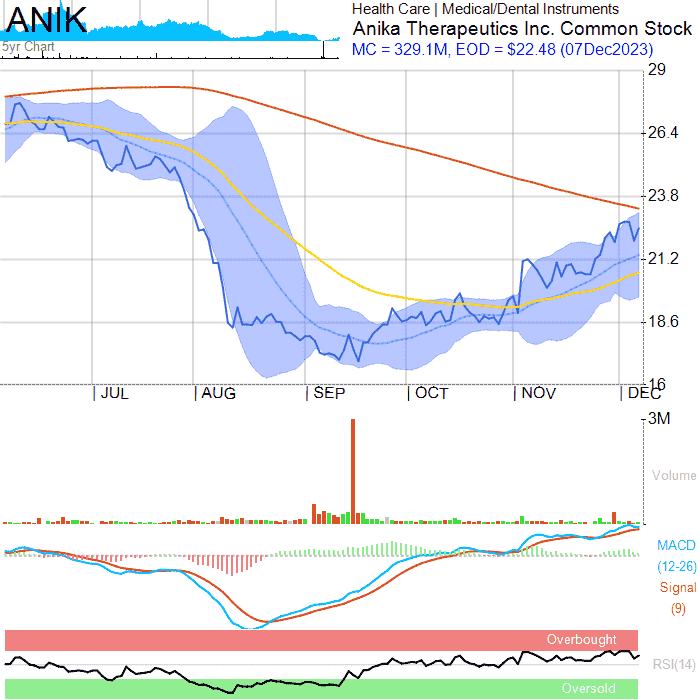 ANIK
5yr Chart
Health Care | Medical/Dental Instruments
Anika Therapeutics Inc. Common Stock
MC = 329.1M, EOD = $22.48 (07Dec2023)
29
26.4
23.8
21.2
18.6
16
JUL AUG SEP OCT NOV DEC
3M
Volume
MACD
(12-26)
Signal
(9)
Overbought
RSI(14)
Oversold